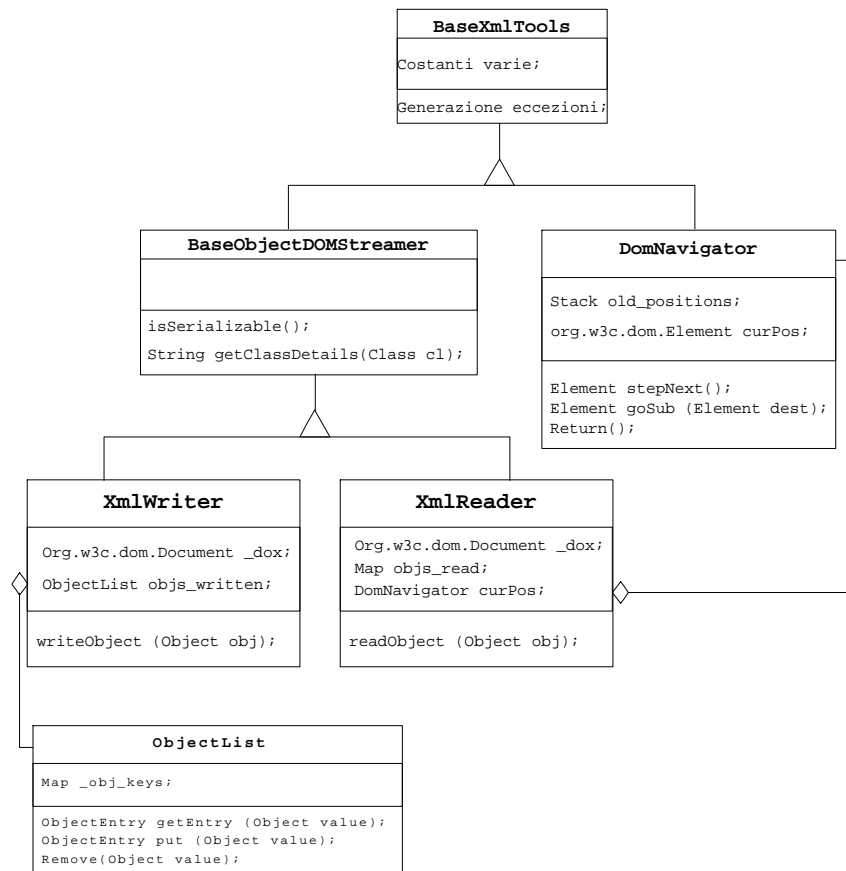 BaseXmlTools
Costanti varie;
Generazione eccezioni;
BaseObjectDOMStreamer
isSerializable();
String getClassDetails(Class cl);
DomNavigator
Stack old_positions;
org.w3c.dom.Element curPos;
Element stepNext();
Element goSub (Element dest);
Return();
XmlWriter
Org.w3c.dom.Document _dox;
ObjectList objs_written;
writeObject (Object obj);
XmlReader
Org.w3c.dom.Document _dox;
Map objs_read;
DomNavigator curPos;
readObject (Object obj);
ObjectList
Map _obj_keys;
ObjectEntry getEntry (Object value);
ObjectEntry put (Object value);
Remove(Object value);